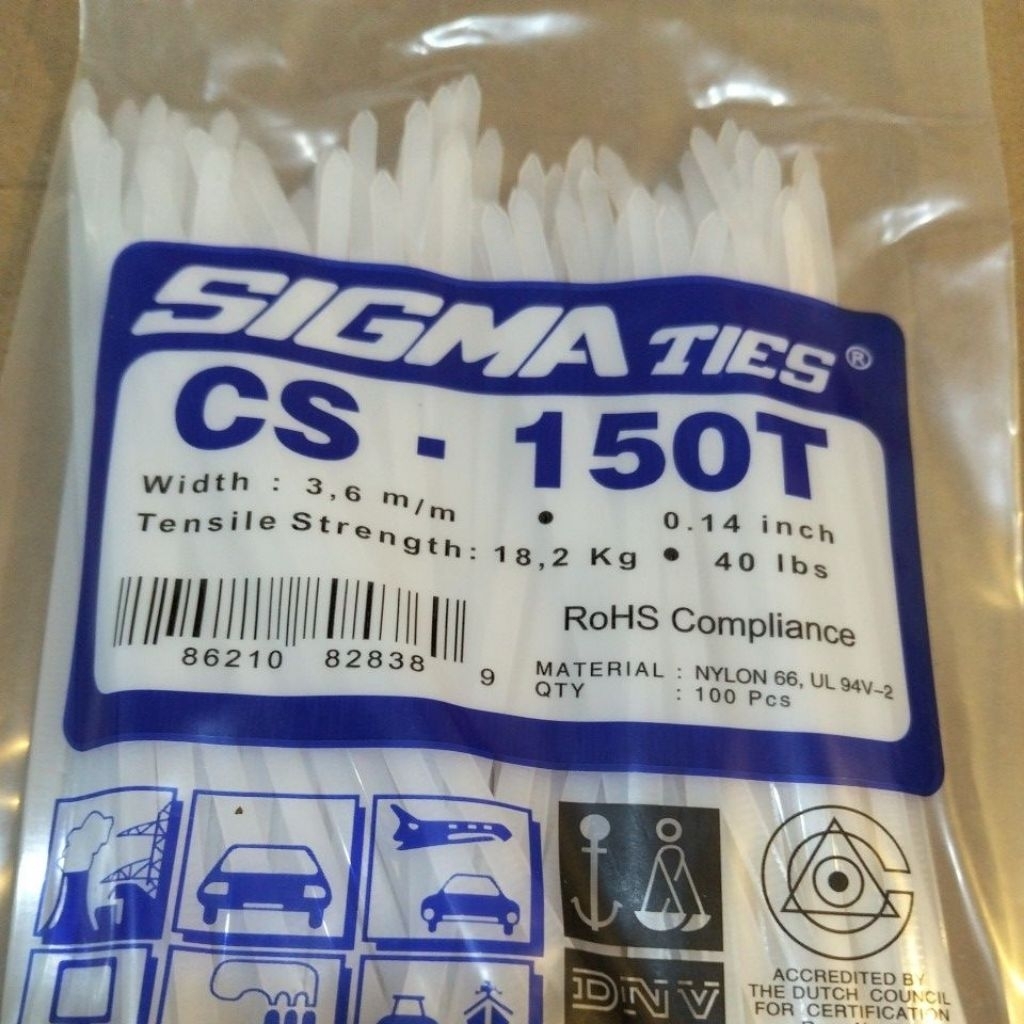 SIGMA TIES®
CS - 150T
Width : 3,6 m/m • 0.14 inch
Tensile Strength: 18,2 Kg • 40 lbs
RoHS Compliance
86210 82838 9
MATERIAL : NYLON 66, UL 94V-2
QTY : 100 Pcs
DNV
ACCREDITED BY
THE DUTCH COUNCIL
FOR CERTIFICATION